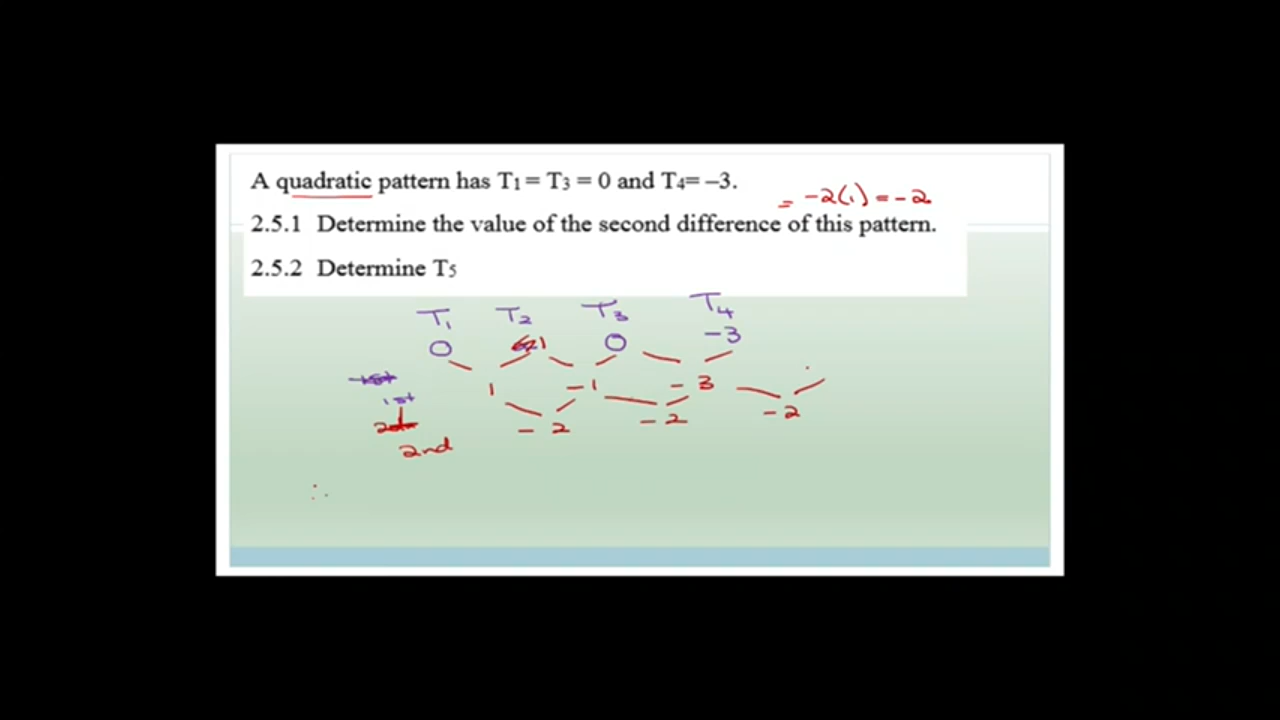 A quadratic pattern has T1 = T3 = 0 and T4= –3.
= -2(1) = -2
2.5.1 Determine the value of the second difference of this pattern.
2.5.2 Determine T5
T1 T2 T3 T4
0 1 0 -3
1st 1 -1 -3
-2 -2 -2
2nd
∴